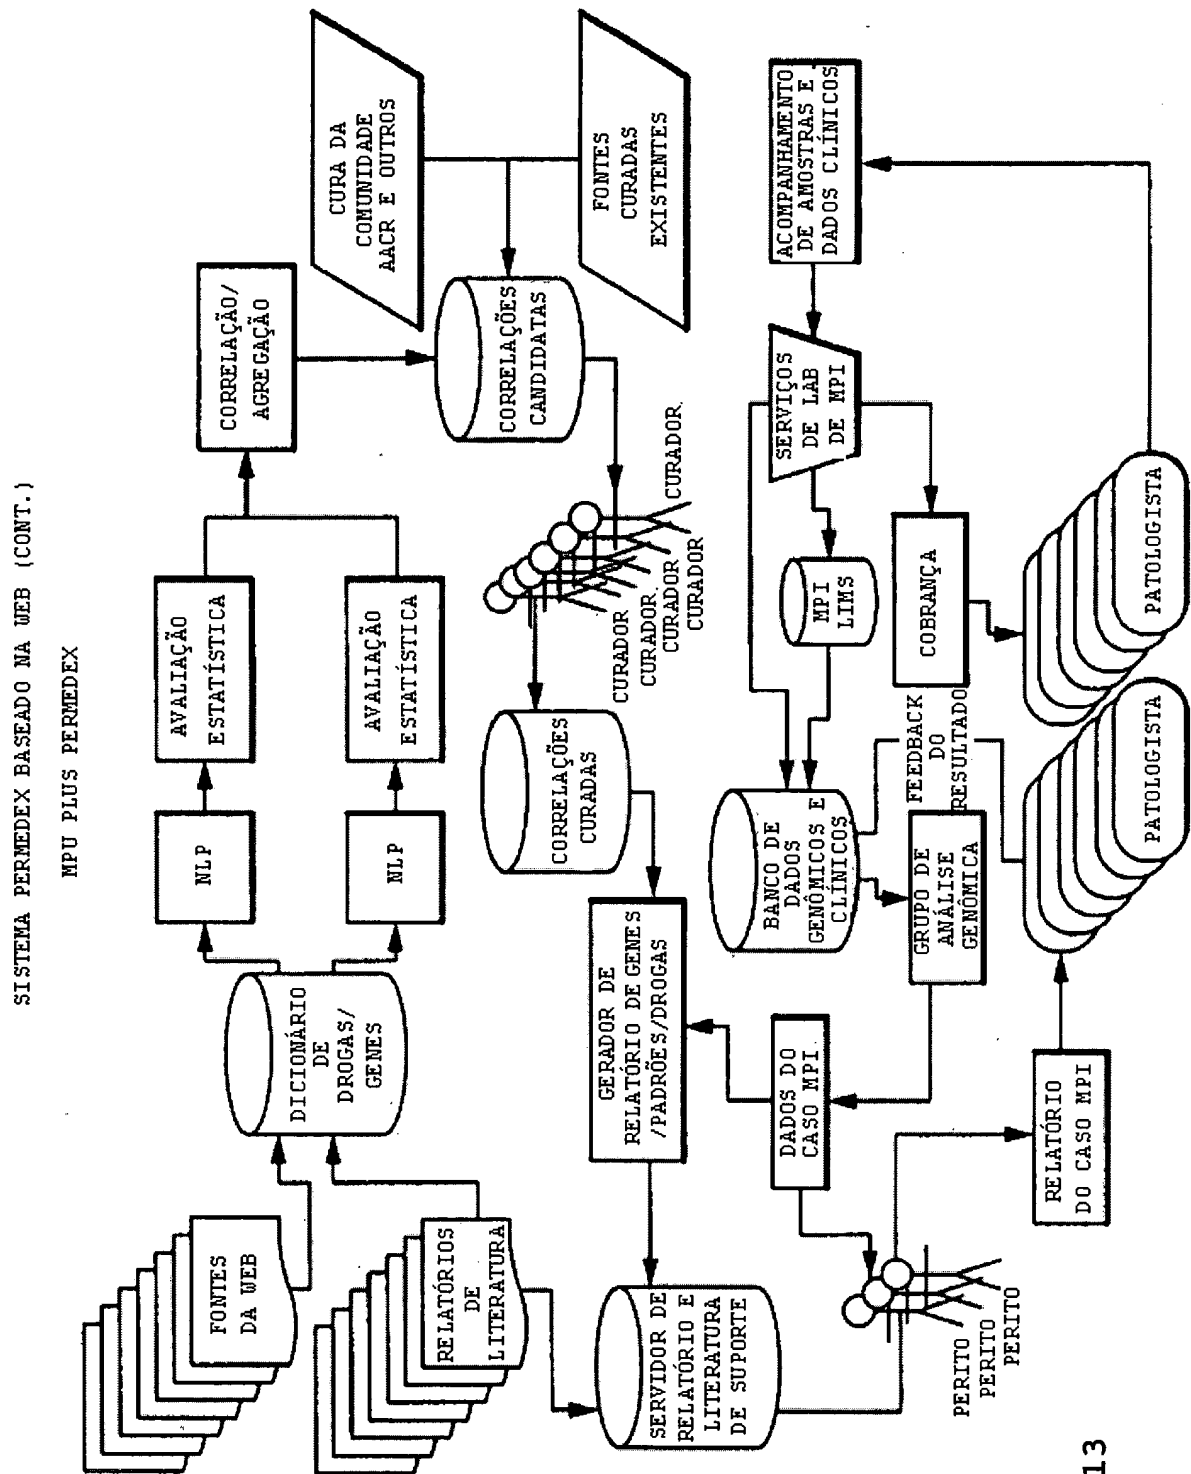 SISTEMA PERMEDEX BASEADO NA WEB (CONT.)
MPU PLUS PERMEDEX
FONTES
DA WEB
RELATÓRIOS
DE
LITERATURA
DICIONÁRIO
DE
DROGAS/
GENES
NLP
NLP
AVALIAÇÃO
ESTATÍSTICA
AVALIAÇÃO
ESTATÍSTICA
CORRELAÇÃO/
AGREGAÇÃO
CURA DA
COMUNIDADE
AACR E OUTROS
FONTES
CURADAS
EXISTENTES
CORRELAÇÕES
CANDIDATAS
CURADOR
CURADOR
CURADOR
CURADOR
CURADOR
CORRELAÇÕES
CURADAS
GERADOR DE
RELATÓRIO DE GENES
/PADRÕES/DROGAS
SERVIDOR DE
RELATÓRIO E
LITERATURA
DE SUPORTE
DADOS DO
CASO MPI
PERITO
PERITO
PERITO
RELATÓRIO
DO CASO MPI
BANCO DE
DADOS
GENÔMICOS E
CLÍNICOS
GRUPO DE
ANÁLISE
GENÔMICA
FEEDBACK
DO
RESULTADO
MPI
LIMS
COBRANÇA
SERVIÇOS
DE LAB
DE MPI
ACOMPANHAMENTO
DE AMOSTRAS E
DADOS CLÍNICOS
PATOLOGISTA
PATOLOGISTA
13